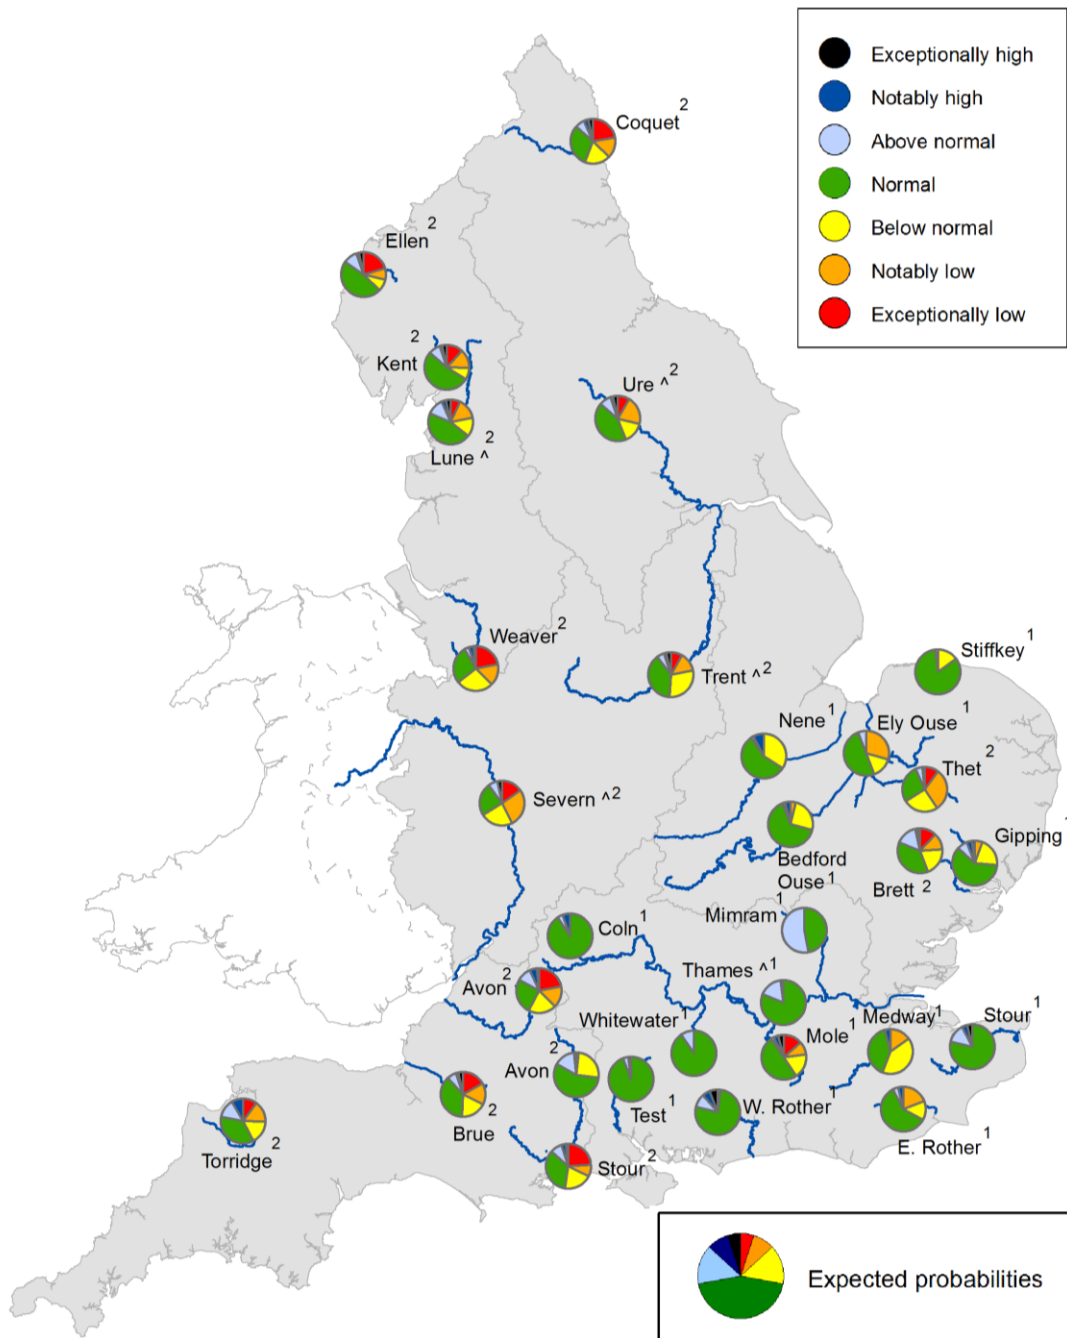 Exceptionally high
Notably high
Above normal
Normal
Below normal
Notably low
Exceptionally low
Coquet 2
Ellen 2
Kent 2
Ure ^ 2
Lune ^ 2
Weaver 2
Trent ^ 2
Stiffkey 1
Nene 1
Ely Ouse 1
Thet 2
Severn ^ 2
Gipping 1
Bedford
Ouse 1
Brett 2
Mimram 1
Coln 1
Thames ^ 1
Avon 2
Whitewater 1
Mole 1
Medway 1
Stour 1
Avon 2
Test 1
W. Rother 1
E. Rother 1
Brue 2
Torridge 2
Stour 2
Expected probabilities